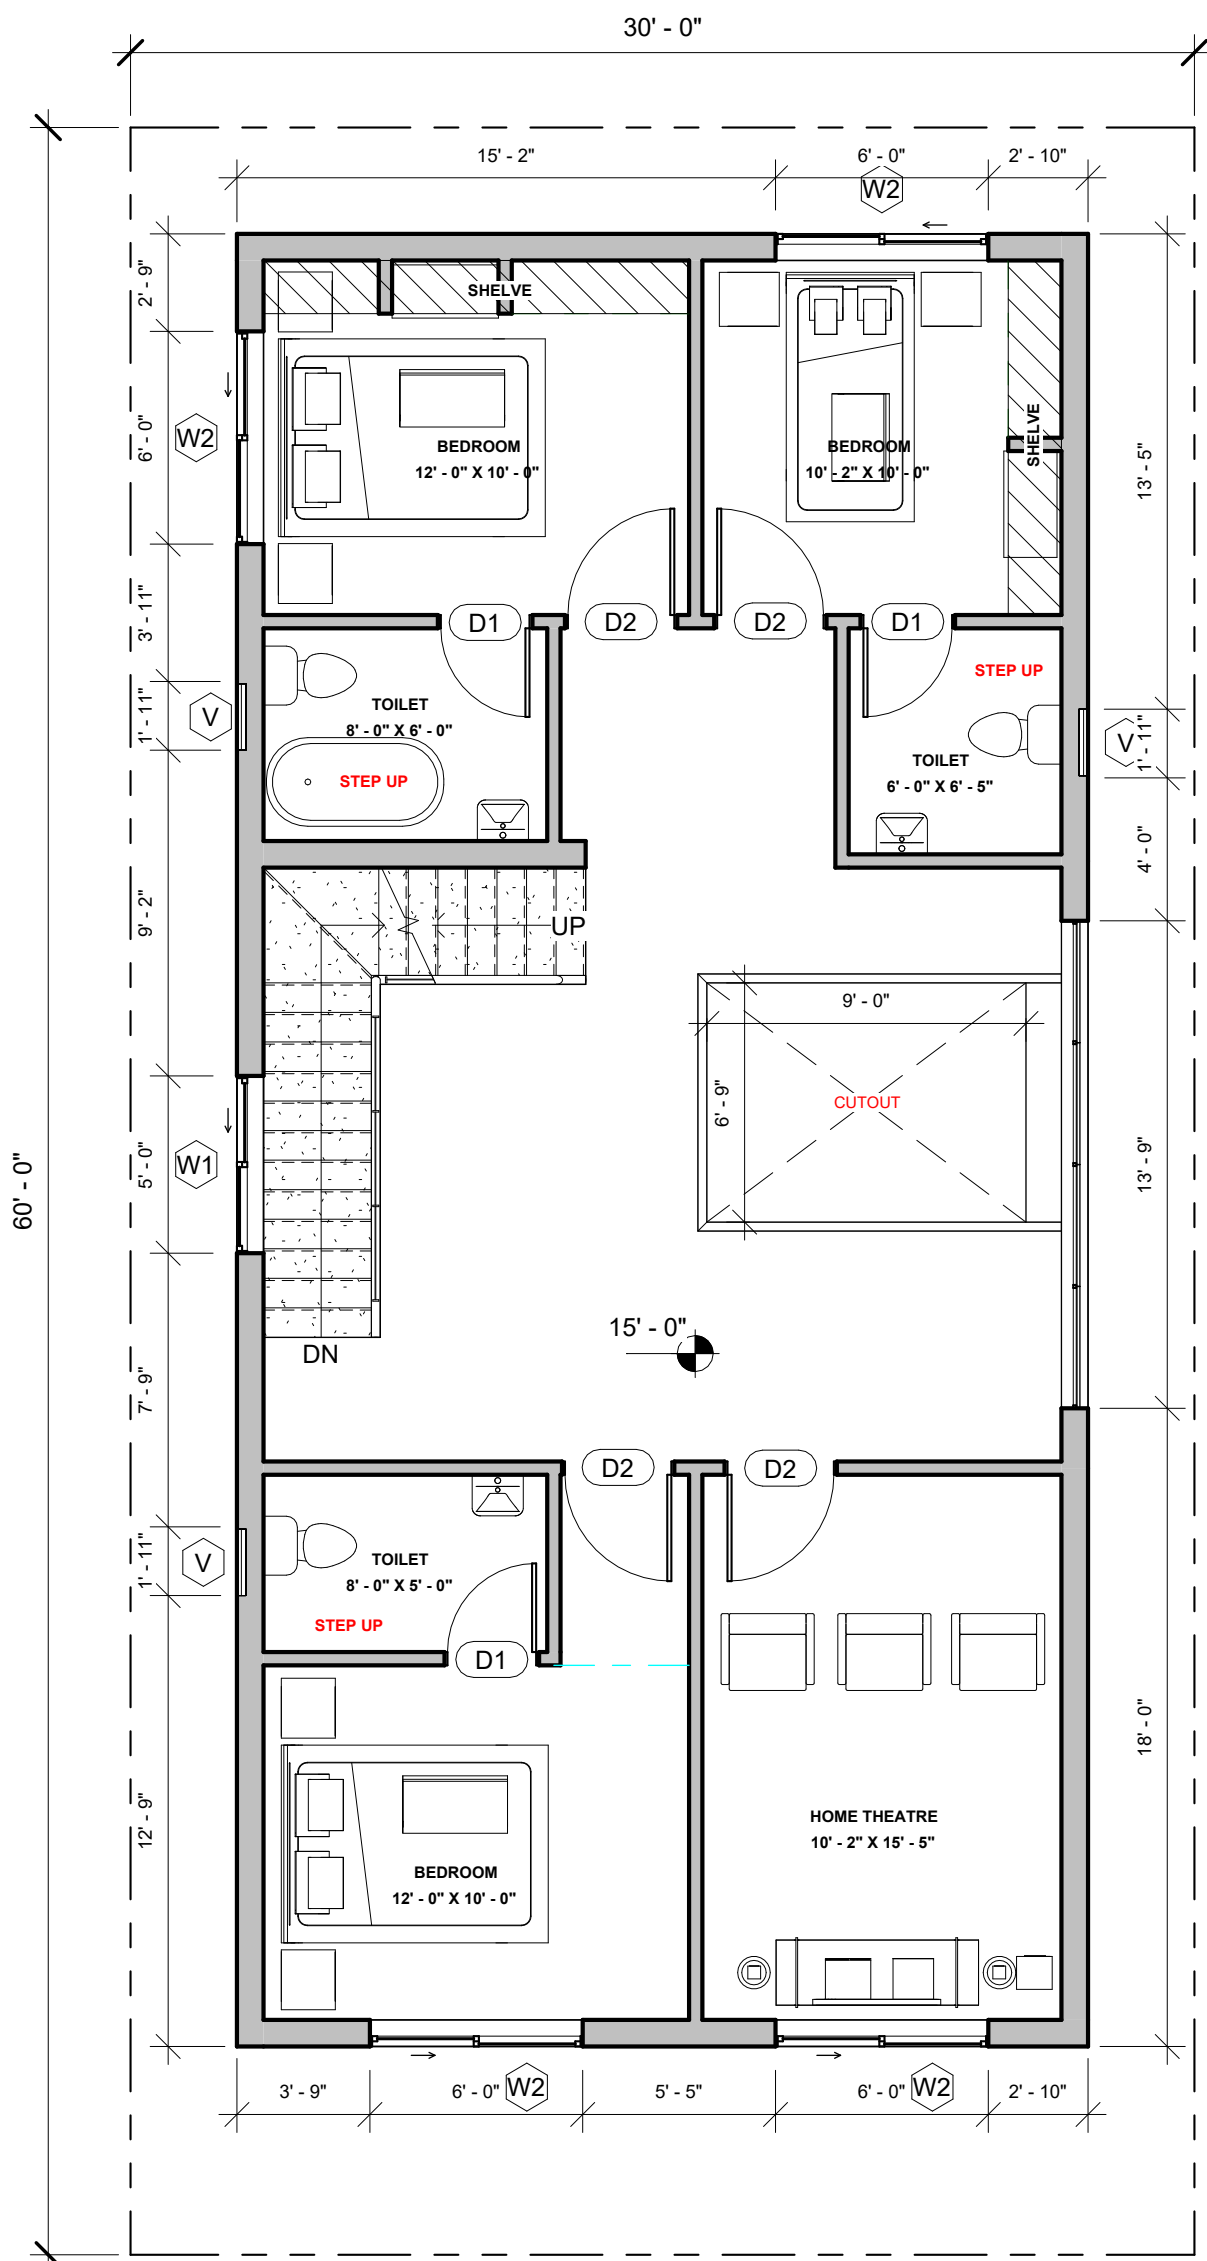 30' - 0"
15' - 2"
6' - 0"
2' - 10"
W2
2' - 9"
SHELVE
6' - 0"
W2
BEDROOM
12' - 0" X 10' - 0"
BEDROOM
10' - 2" X 10' - 0"
SHELVE
13' - 5"
3' - 11"
D1
D2
D2
D1
1' - 11"
V
TOILET
8' - 0" X 6' - 0"
STEP UP
STEP UP
TOILET
6' - 0" X 6' - 5"
V
1' - 11"
4' - 0"
9' - 2"
UP
9' - 0"
6' - 9"
CUTOUT
60' - 0"
5' - 0"
W1
13' - 9"
15' - 0"
DN
7' - 9"
D2
D2
1' - 11"
V
TOILET
8' - 0" X 5' - 0"
STEP UP
D1
18' - 0"
12' - 9"
HOME THEATRE
10' - 2" X 15' - 5"
BEDROOM
12' - 0" X 10' - 0"
3' - 9"
6' - 0"
W2
5' - 5"
6' - 0"
W2
2' - 10"